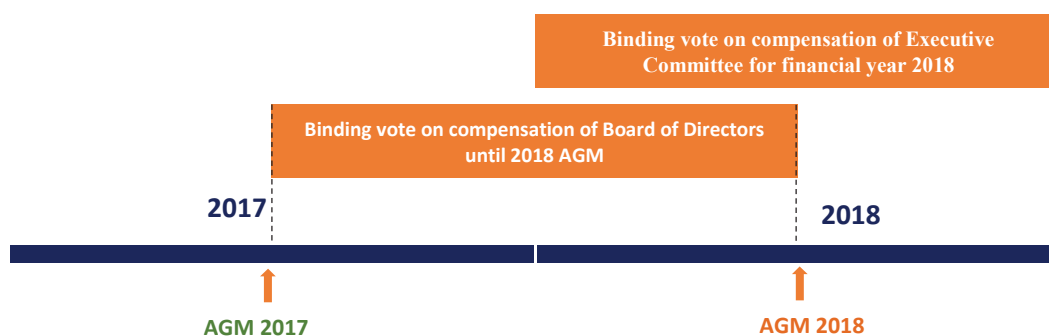 Binding vote on compensation of Executive
Committee for financial year 2018
Binding vote on compensation of Board of Directors
until 2018 AGM
2017
2018
AGM 2017
AGM 2018